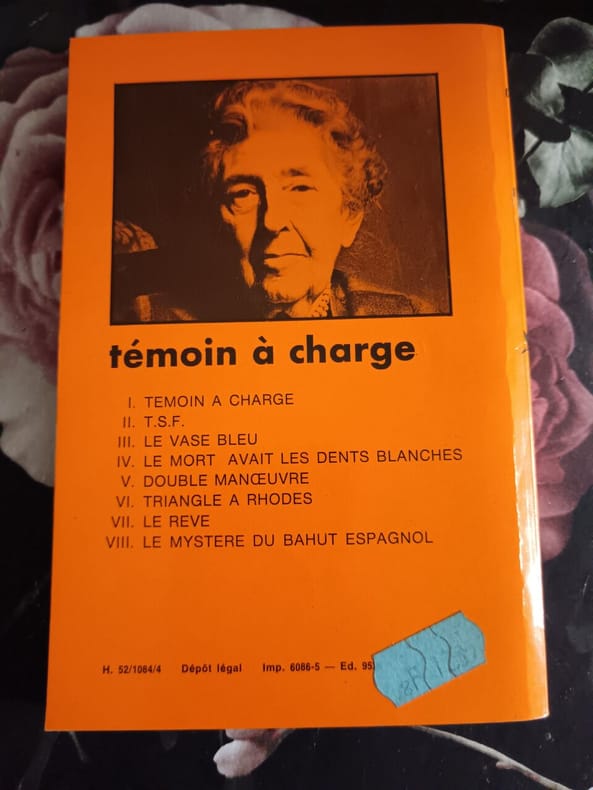 témoin à charge
I. TEMOIN A CHARGE
II. T.S.F.
III. LE VASE BLEU
IV. LE MORT AVAIT LES DENTS BLANCHES
V. DOUBLE MANŒUVRE
VI. TRIANGLE A RHODES
VII. LE REVE
VIII. LE MYSTERE DU BAHUT ESPAGNOL
H. 52/1084/4 Dépôt légal Imp. 6086-5 — Ed.